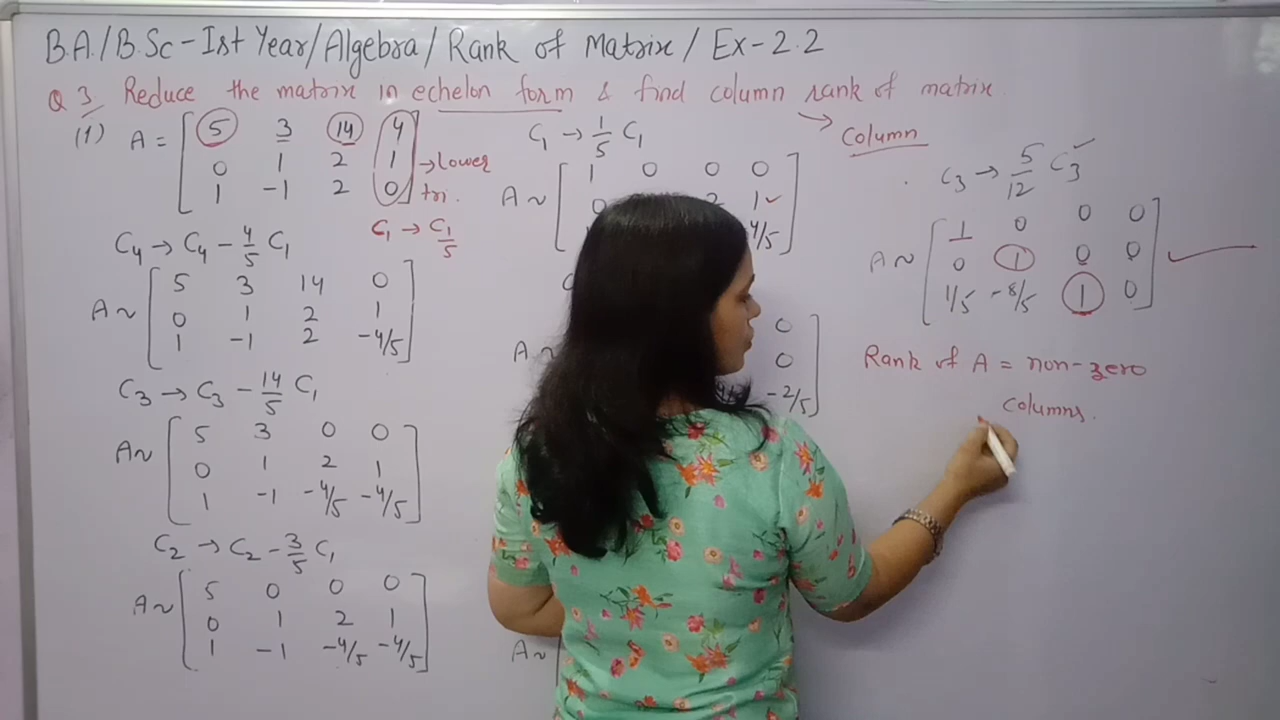 B.A./B.Sc - Ist Year/Algebra/Rank of Matrix/Ex-2.2
Q 3, Reduce the matrix in echelon form & find column rank of matrix
→ Column
(1) A = [ 5 3 14 4
0 1 2 1
1 -1 2 0 ]
→ Lower
tri.
C₁ → C₁/5
C₄ → C₄ - 4/5 C₁
A ~ [ 5 3 14 0
0 1 2 1
1 -1 2 -4/5 ]
C₃ → C₃ - 14/5 C₁
A ~ [ 5 3 0 0
0 1 2 1
1 -1 -4/5 -4/5 ]
C₂ → C₂ - 3/5 C₁
A ~ [ 5 0 0 0
0 1 2 1
1 -1 -4/5 -4/5 ]
C₁ → 1/5 C₁
A ~ [ 1 0 0 0
2 1 ✓
4/5 ]
A ~
0
0
-2/5 ]
A ~
C₃ → 5/12 C₃ ✓
A ~ [ 1 0 0 0
0 1 0 0
1/5 -8/5 1 0 ]
Rank of A = non-zero
columns.